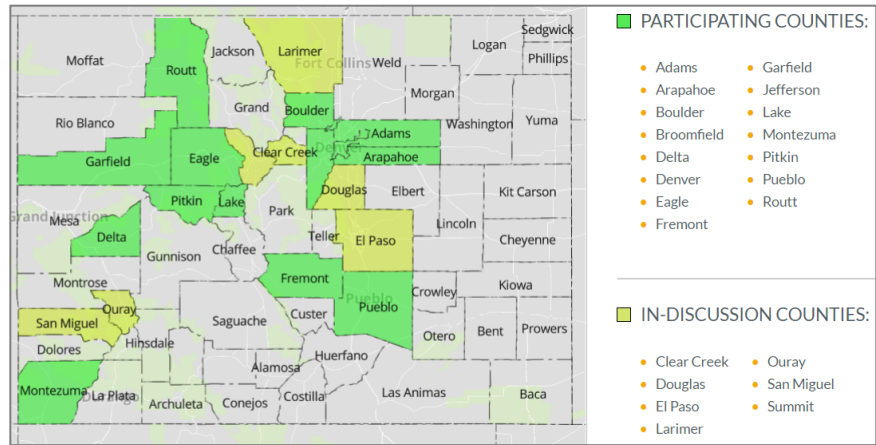 Sedgwick
Logan
Jackson
Larimer
Moffat
Routt
Fort Collins
Weld
Phillips
Morgan
Grand
Boulder
Rio Blanco
Washington
Yuma
Adams
Clear Creek
Denver
Garfield
Eagle
Arapahoe
Douglas
Elbert
Kit Carson
Pitkin
Lake
Park
Grand Junction
Mesa
Lincoln
Delta
Teller
El Paso
Cheyenne
Chaffee
Gunnison
Fremont
Montrose
Crowley
Kiowa
Pueblo
Pueblo
Ouray
San Miguel
Saguache
Custer
Otero
Bent
Prowers
Hinsdale
Dolores
Huerfano
Alamosa
Montezuma
La Plata
Las Animas
Baca
Archuleta
Conejos
Costilla
PARTICIPATING COUNTIES:
Adams
Arapahoe
Boulder
Broomfield
Delta
Denver
Eagle
Fremont
Garfield
Jefferson
Lake
Montezuma
Pitkin
Pueblo
Routt
IN-DISCUSSION COUNTIES:
Clear Creek
Douglas
El Paso
Larimer
Ouray
San Miguel
Summit